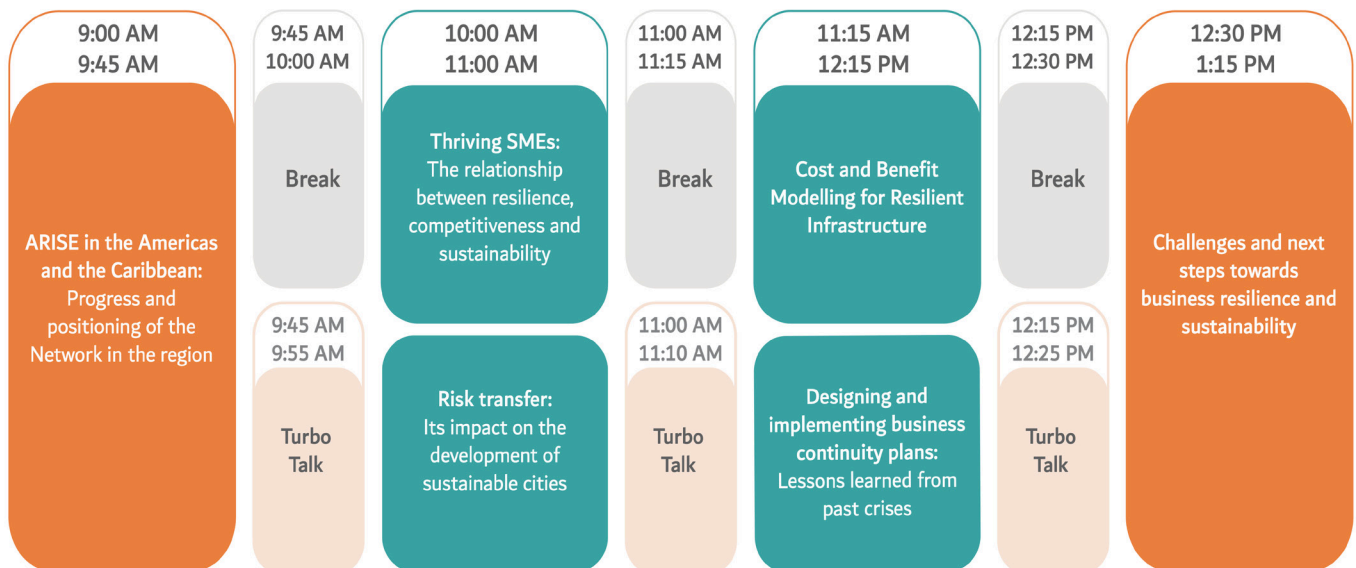 9:00 AM
9:45 AM
ARISE in the Americas
and the Caribbean:
Progress and
positioning of the
Network in the region
9:45 AM
10:00 AM
Break
9:45 AM
9:55 AM
Turbo
Talk
10:00 AM
11:00 AM
Thriving SMEs:
The relationship
between resilience,
competitiveness and
sustainability
Risk transfer:
Its impact on the
development of
sustainable cities
11:00 AM
11:15 AM
Break
11:00 AM
11:10 AM
Turbo
Talk
11:15 AM
12:15 PM
Cost and Benefit
Modelling for Resilient
Infrastructure
Designing and
implementing business
continuity plans:
Lessons learned from
past crises
12:15 PM
12:30 PM
Break
12:15 PM
12:25 PM
Turbo
Talk
12:30 PM
1:15 PM
Challenges and next
steps towards
business resilience and
sustainability